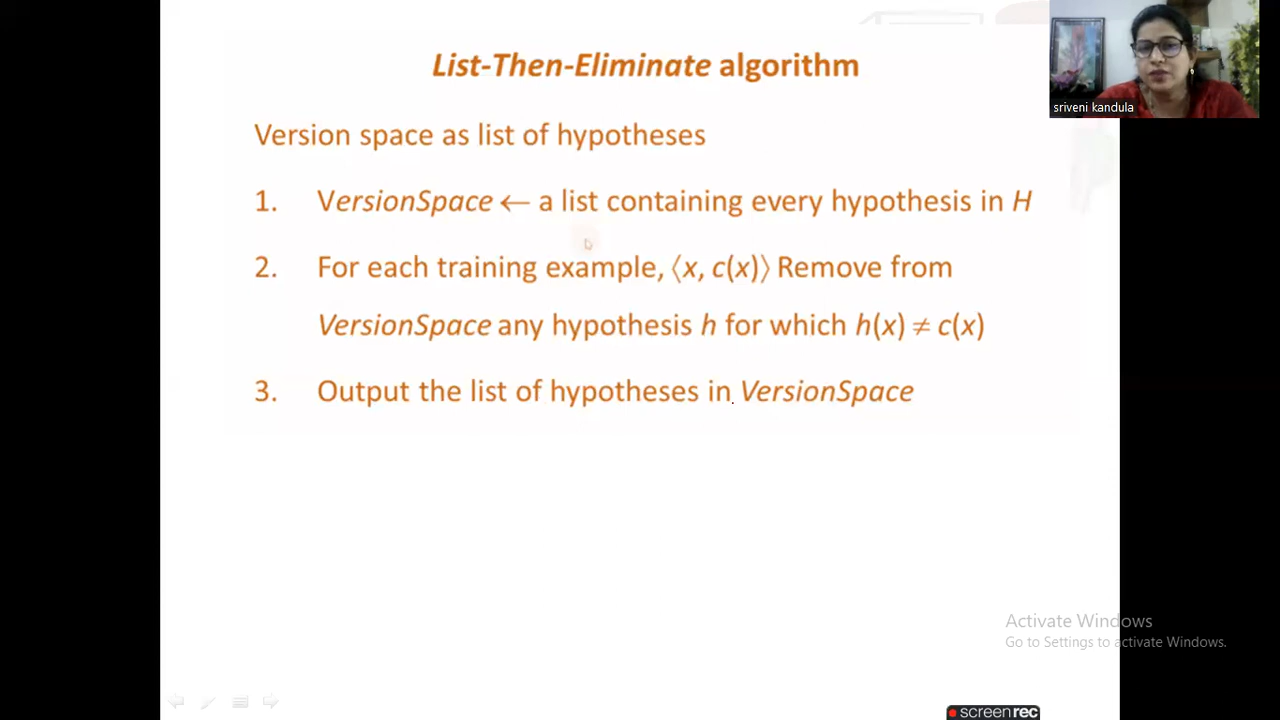 List-Then-Eliminate algorithm
sriveni kandula
Version space as list of hypotheses
1. VersionSpace ← a list containing every hypothesis in H
2. For each training example, ⟨x, c(x)⟩ Remove from
VersionSpace any hypothesis h for which h(x) ≠ c(x)
3. Output the list of hypotheses in VersionSpace
Activate Windows
Go to Settings to activate Windows.
screenrec